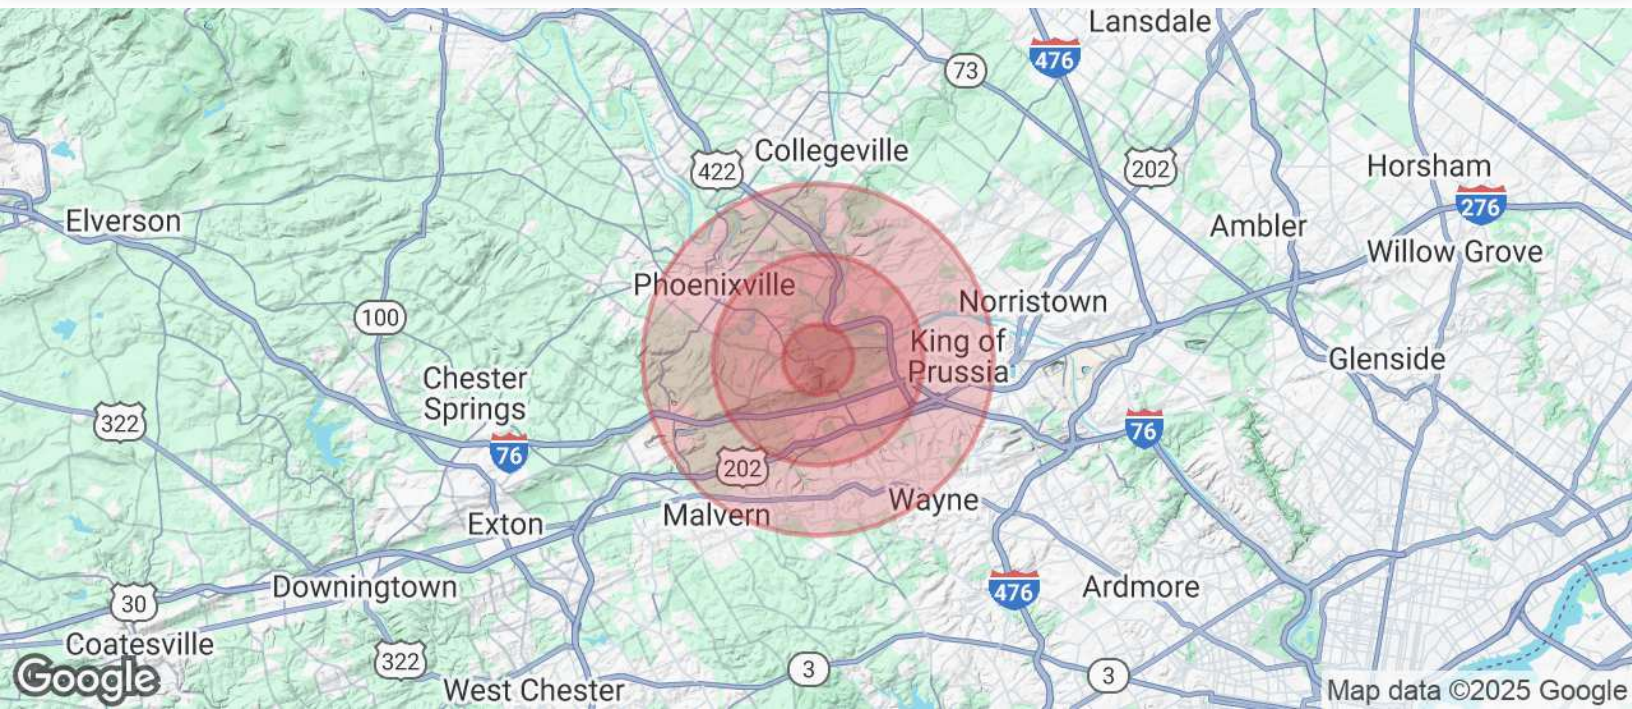 Lansdale
476
73
Collegeville
422
202
Horsham
276
Elverson
Ambler
Willow Grove
Phoenixville
Norristown
100
King of
Prussia
Glenside
Chester
Springs
322
76
76
1
202
Wayne
Malvern
Exton
Downingtown
476
Ardmore
30
Coatesville
322
3
3
Google
West Chester
Map data ©2025 Google